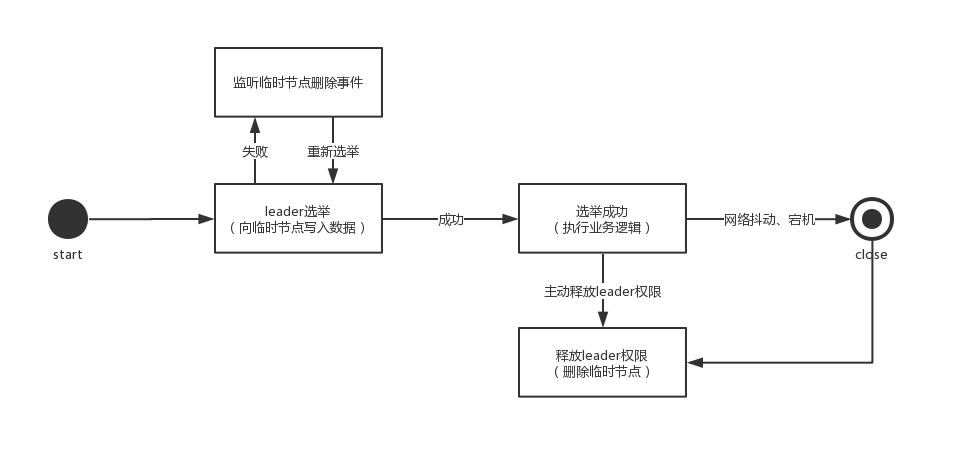 监听临时节点删除事件
失败
重新选举
leader选举
（向临时节点写入数据）
成功
选举成功
（执行业务逻辑）
网络抖动、宕机
start
close
主动释放leader权限
释放leader权限
（删除临时节点）